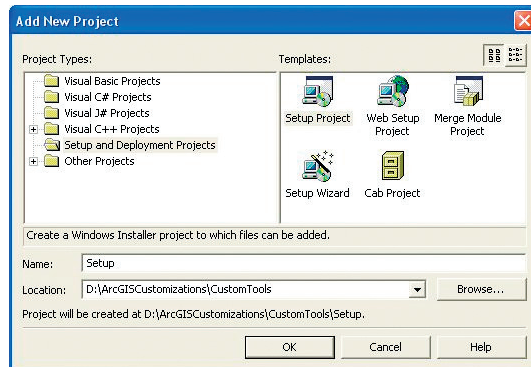 Add New Project
Project Types:
Templates:
Visual Basic Projects
Visual C# Projects
Visual J# Projects
Visual C++ Projects
Setup and Deployment Projects
Other Projects
Setup Project
Web Setup
Project
Merge Module
Project
Setup Wizard
Cab Project
Create a Windows Installer project to which files can be added.
Name:
Setup
Location:
D:\ArcGISCustomizations\CustomTools
Browse...
Project will be created at D:\ArcGISCustomizations\CustomTools\Setup.
OK
Cancel
Help